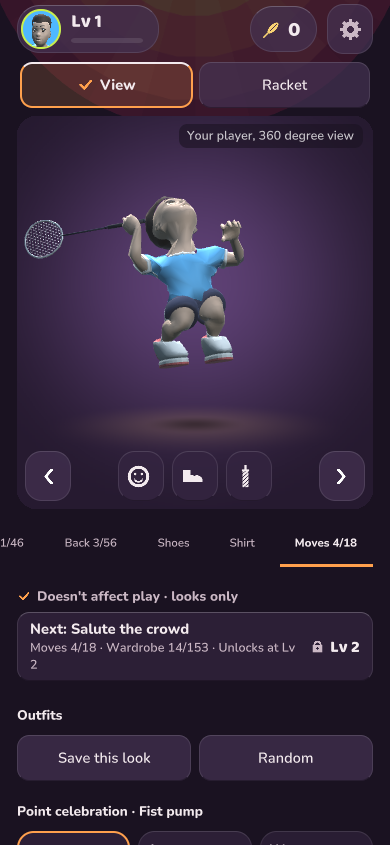 Lv 1
0
View
Racket
Your player, 360 degree view
1/46
Back 3/56
Shoes
Shirt
Moves 4/18
Doesn't affect play · looks only
Next: Salute the crowd
Moves 4/18 · Wardrobe 14/153 · Unlocks at Lv
2
Lv 2
Outfits
Save this look
Random
Point celebration · Fist pump